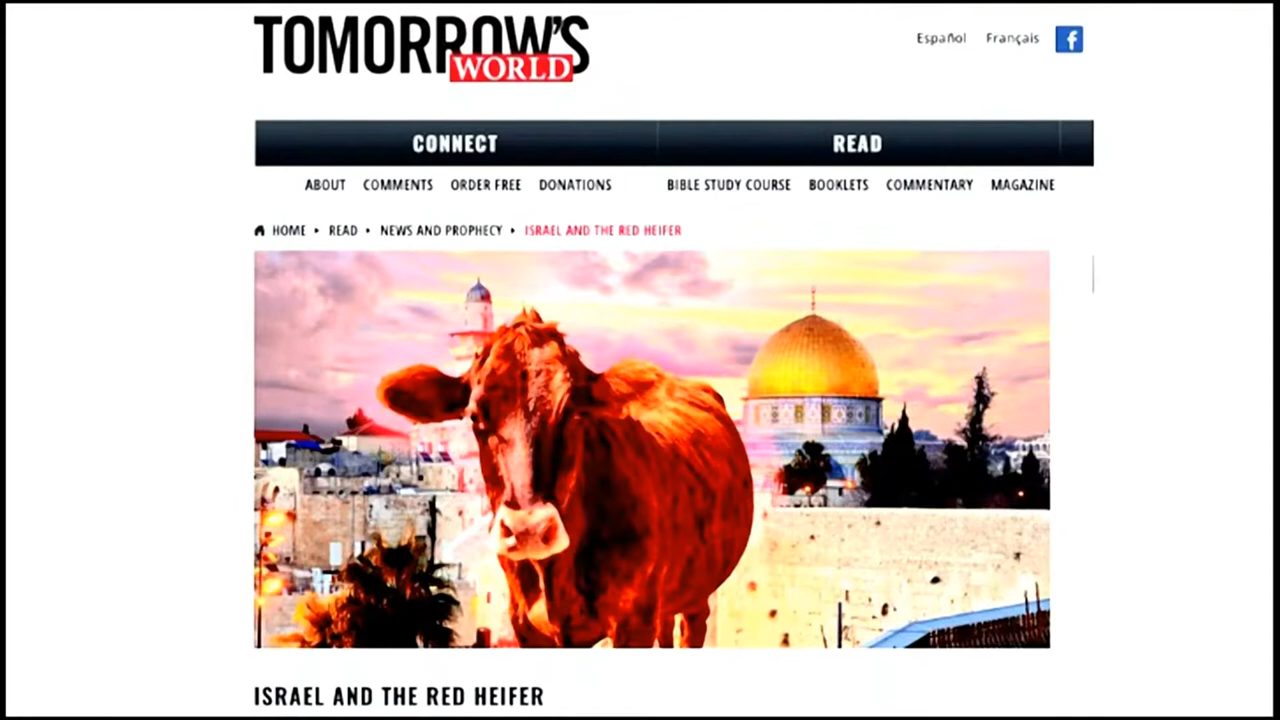 TOMORROW'S
WORLD
Español Français f
CONNECT READ
ABOUT COMMENTS ORDER FREE DONATIONS BIBLE STUDY COURSE BOOKLETS COMMENTARY MAGAZINE
HOME ▸ READ ▸ NEWS AND PROPHECY ▸ ISRAEL AND THE RED HEIFER
ISRAEL AND THE RED HEIFER